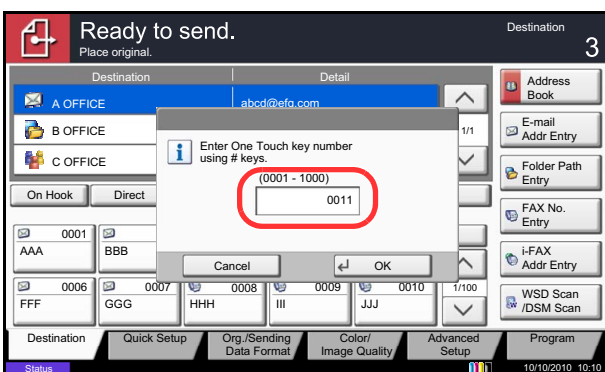 Ready to send.
Place original.
Destination
3
Destination Detail
A OFFICE abcd@efg.com
B OFFICE
C OFFICE
1/1
On Hook Direct
Enter One Touch key number
using # keys.
(0001 - 1000)
0011
Cancel OK
0001
AAA BBB
0006 0007 0008 0009 0010
FFF GGG HHH III JJJ
1/100
Address
Book
E-mail
Addr Entry
Folder Path
Entry
FAX No.
Entry
i-FAX
Addr Entry
WSD Scan
/DSM Scan
Destination Quick Setup Org./Sending
Data Format Color/
Image Quality Advanced
Setup Program
Status 10/10/2010 10:10